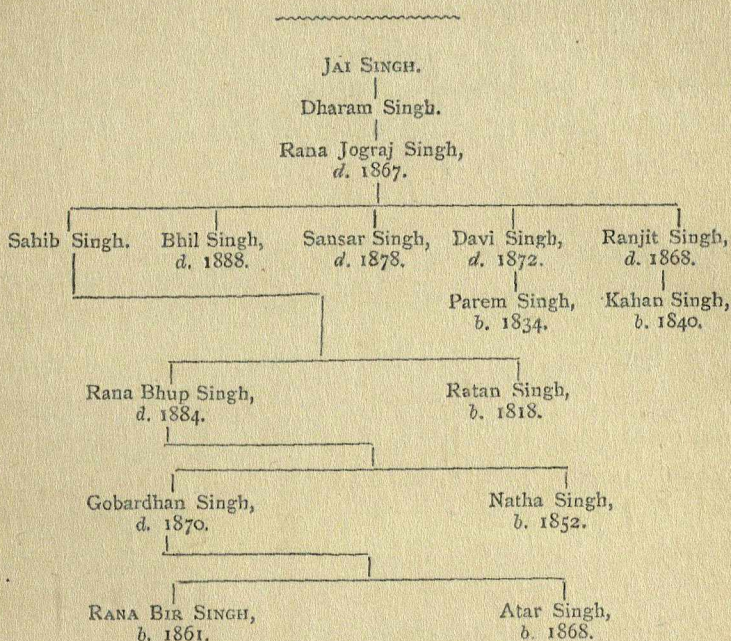 JAI SINGH.
Dharam Singh.
Rana Jograj Singh,
d. 1867.
Sahib Singh. Bhil Singh, Sansar Singh, Davi Singh, Ranjit Singh,
d. 1888. d. 1878. d. 1872. d. 1868.
Parem Singh, Kahan Singh,
b. 1834. b. 1840.
Rana Bhup Singh, Ratan Singh,
d. 1884. b. 1818.
Gobardhan Singh, Natha Singh,
d. 1870. b. 1852.
RANA BIR SINGH, Atar Singh,
b. 1861. b. 1868.